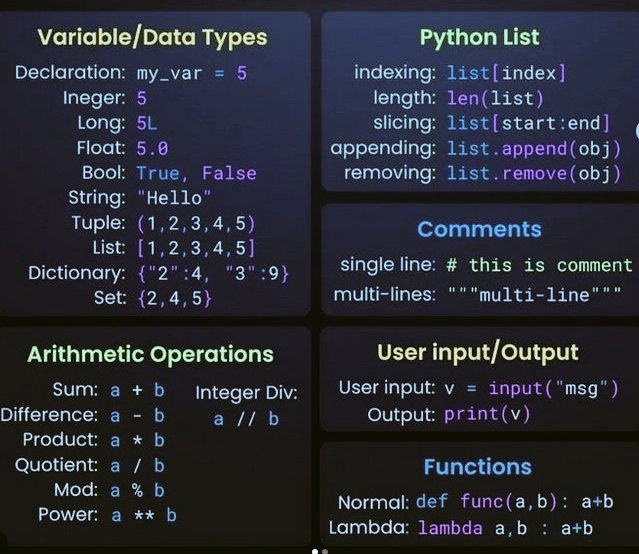 Variable/Data Types
Declaration: my_var = 5
Ineger: 5
Long: 5L
Float: 5.0
Bool: True, False
String: "Hello"
Tuple: (1,2,3,4,5)
List: [1,2,3,4,5]
Dictionary: {"2":4, "3":9}
Set: {2,4,5}
Python List
indexing: list[index]
length: len(list)
slicing: list[start:end]
appending: list.append(obj)
removing: list.remove(obj)
Comments
single line: # this is comment
multi-lines: """multi-line"""
Arithmetic Operations
Sum: a + b
Difference: a - b
Product: a * b
Quotient: a / b
Mod: a % b
Power: a ** b
Integer Div:
a // b
User input/Output
User input: v = input("msg")
Output: print(v)
Functions
Normal: def func(a,b): a+b
Lambda: lambda a,b : a+b